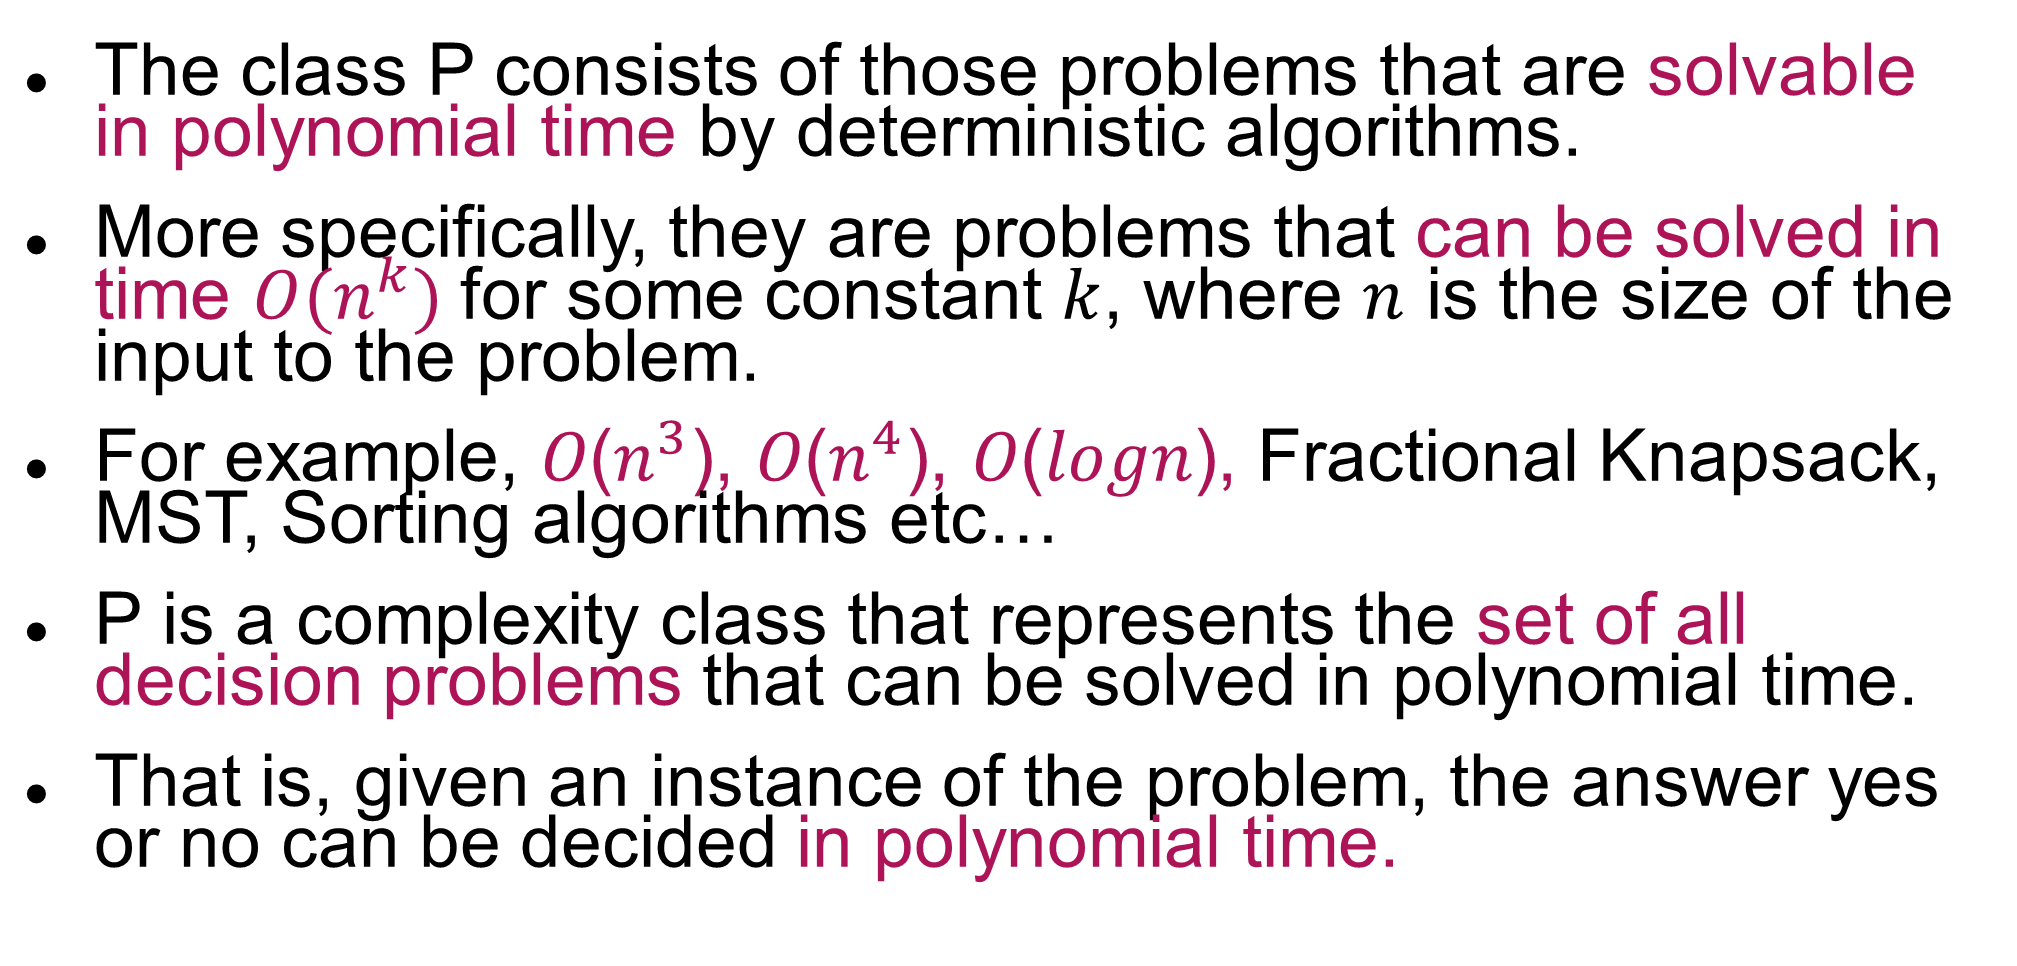 • The class P consists of those problems that are solvable
in polynomial time by deterministic algorithms.
• More specifically, they are problems that can be solved in
time 𝑂(𝑛ᵏ) for some constant 𝑘, where 𝑛 is the size of the
input to the problem.
• For example, 𝑂(𝑛³), 𝑂(𝑛⁴), 𝑂(𝑙𝑜𝑔𝑛), Fractional Knapsack,
MST, Sorting algorithms etc…
• P is a complexity class that represents the set of all
decision problems that can be solved in polynomial time.
• That is, given an instance of the problem, the answer yes
or no can be decided in polynomial time.